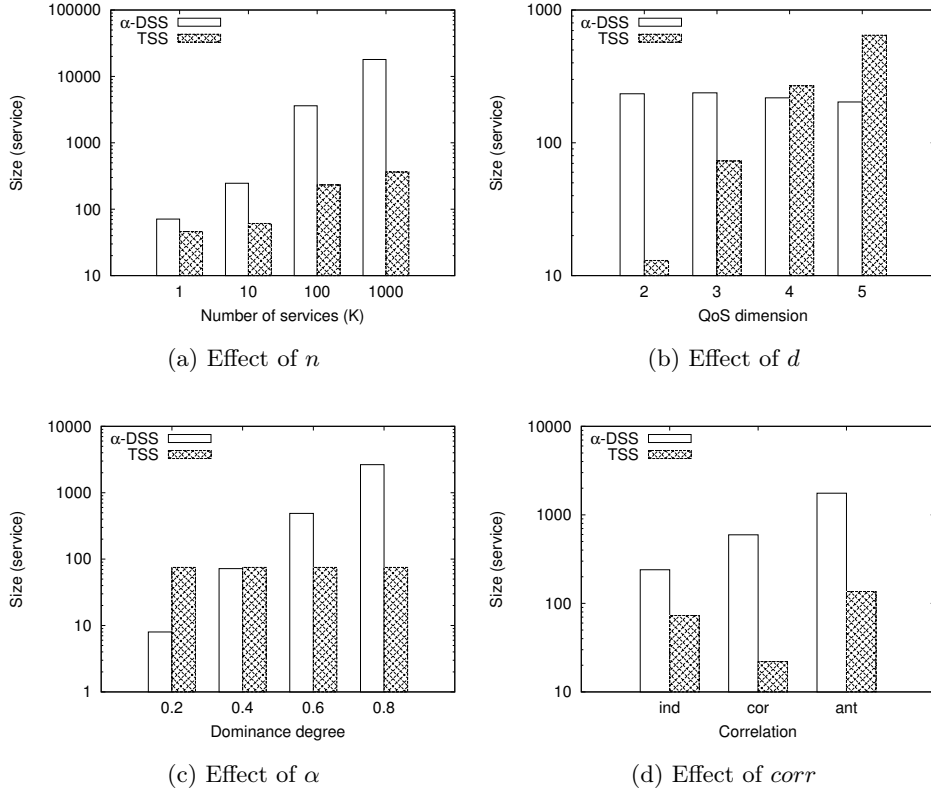 100000
10000
1000
100
10
Size (service)
α-DSS
TSS
1 10 100 1000
Number of services (K)
(a) Effect of n
1000
100
10
Size (service)
α-DSS
TSS
2 3 4 5
QoS dimension
(b) Effect of d
10000
1000
100
10
1
Size (service)
α-DSS
TSS
0.2 0.4 0.6 0.8
Dominance degree
(c) Effect of α
10000
1000
100
10
Size (service)
α-DSS
TSS
ind cor ant
Correlation
(d) Effect of corr